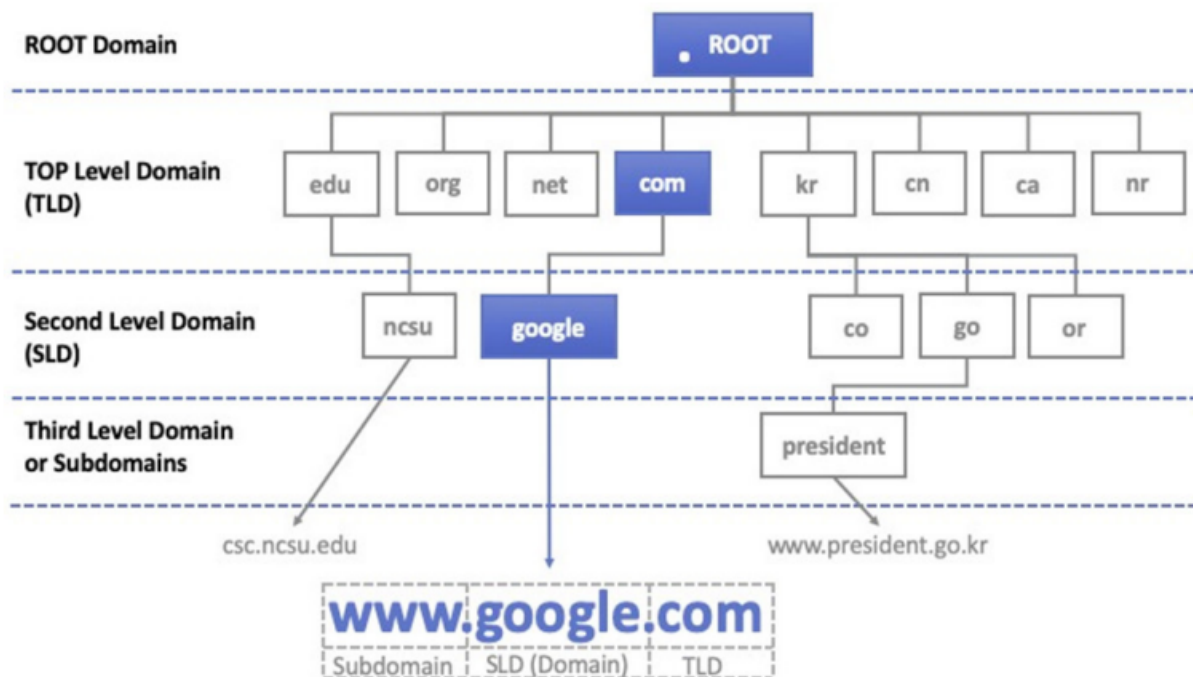 ROOT Domain
. ROOT
TOP Level Domain
(TLD)
edu
org
net
com
kr
cn
ca
nr
Second Level Domain
(SLD)
ncsu
google
co
go
or
Third Level Domain
or Subdomains
president
csc.ncsu.edu
www.president.go.kr
www.google.com
Subdomain
SLD (Domain)
TLD